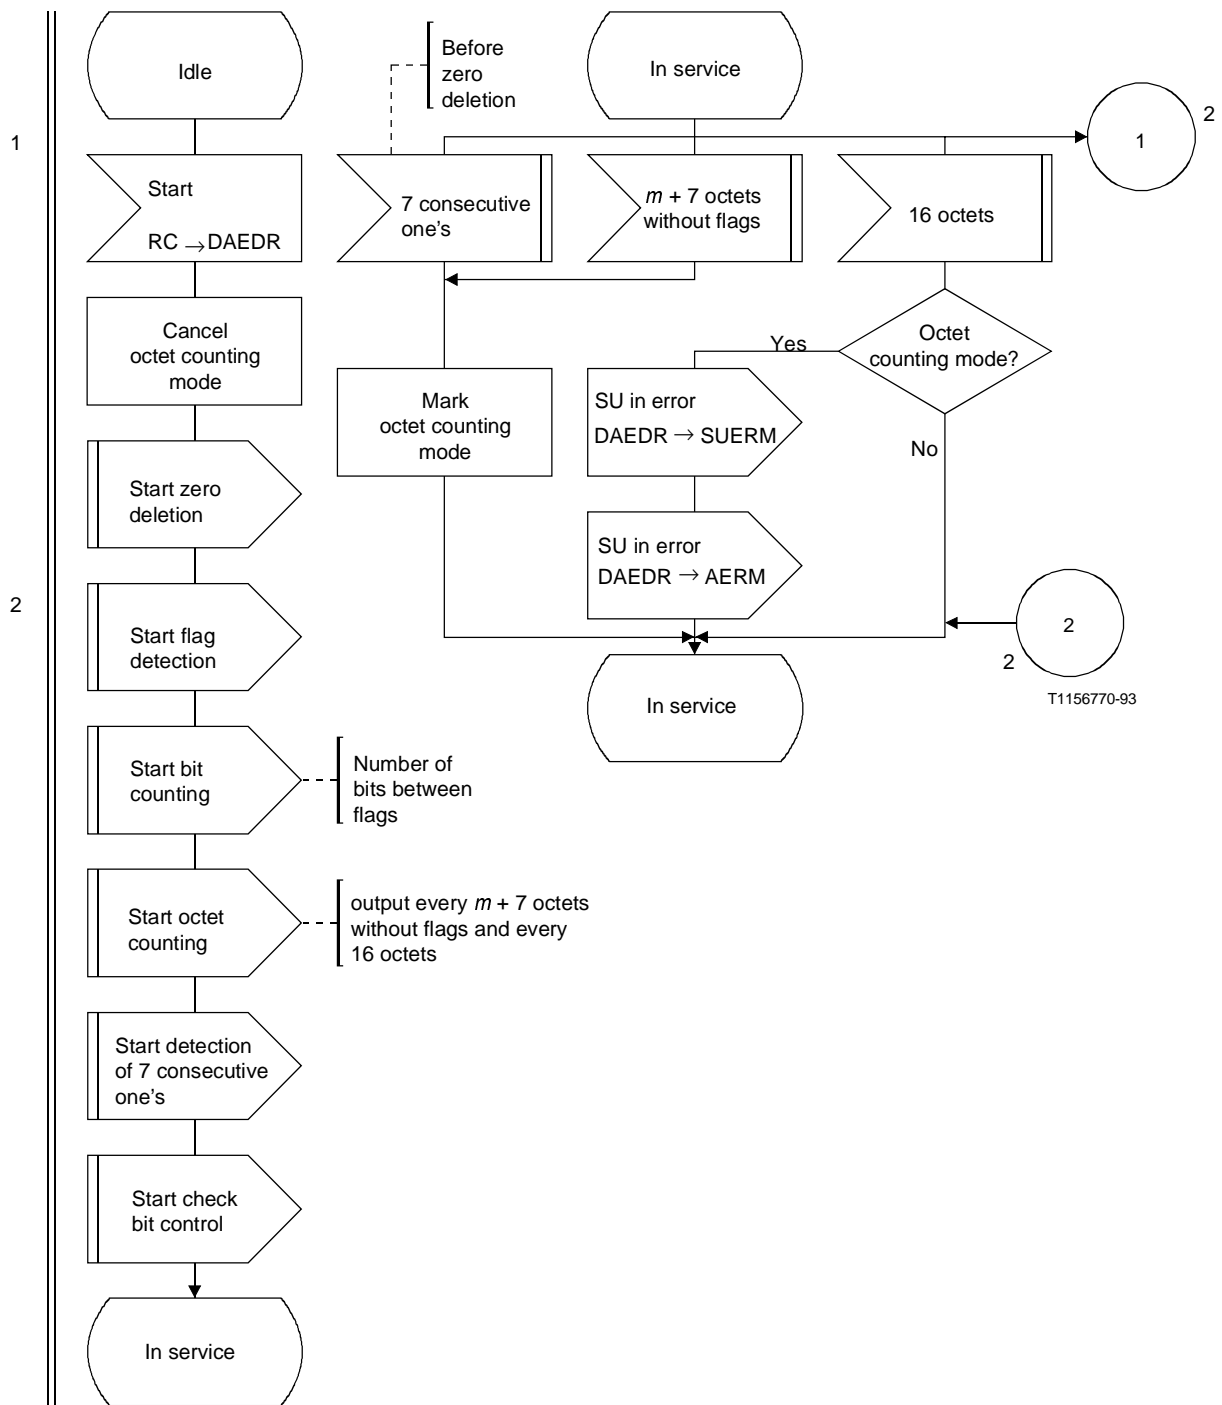 Idle
Before
zero
deletion
In service
1
1
2
Start
RC → DAEDR
7 consecutive
one's
m + 7 octets
without flags
16 octets
Cancel
octet counting
mode
Octet
counting mode?
Yes
No
Mark
octet counting
mode
SU in error
DAEDR → SUERM
Start zero
deletion
SU in error
DAEDR → AERM
2
Start flag
detection
2
2
In service
T1156770-93
Start bit
counting
Number of
bits between
flags
Start octet
counting
output every m + 7 octets
without flags and every
16 octets
Start detection
of 7 consecutive
one's
Start check
bit control
In service